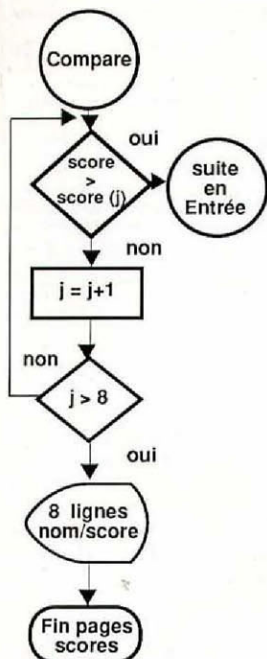 Compare
oui
score
>
score (j)
suite
en
Entrée
non
j = j+1
non
j > 8
oui
8 lignes
nom/score
Fin pages
scores